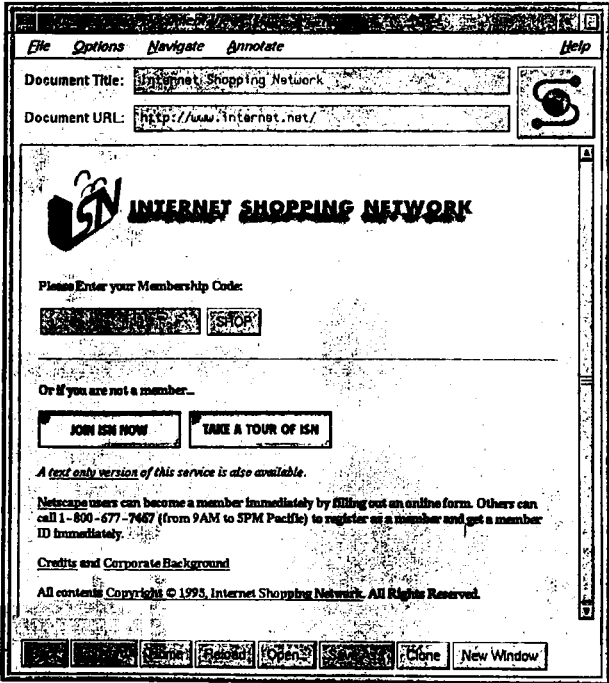 File Options Navigate Annotate Help
Document Title: Internet Shopping Network
Document URL: http://www.internet.net/
ISN INTERNET SHOPPING NETWORK
Please Enter your Membership Code:
SHOP
Or if you are not a member...
JOIN ISN NOW TAKE A TOUR OF ISN
A text only version of this service is also available.
Netscape users can become a member immediately by filling out an online form. Others can
call 1-800-677-7467 (from 9AM to 5PM Pacific) to register as a member and get a member
ID immediately.
Credits and Corporate Background
All contents Copyright © 1995, Internet Shopping Network. All Rights Reserved.
Home Reload Open... Save As... Clone New Window